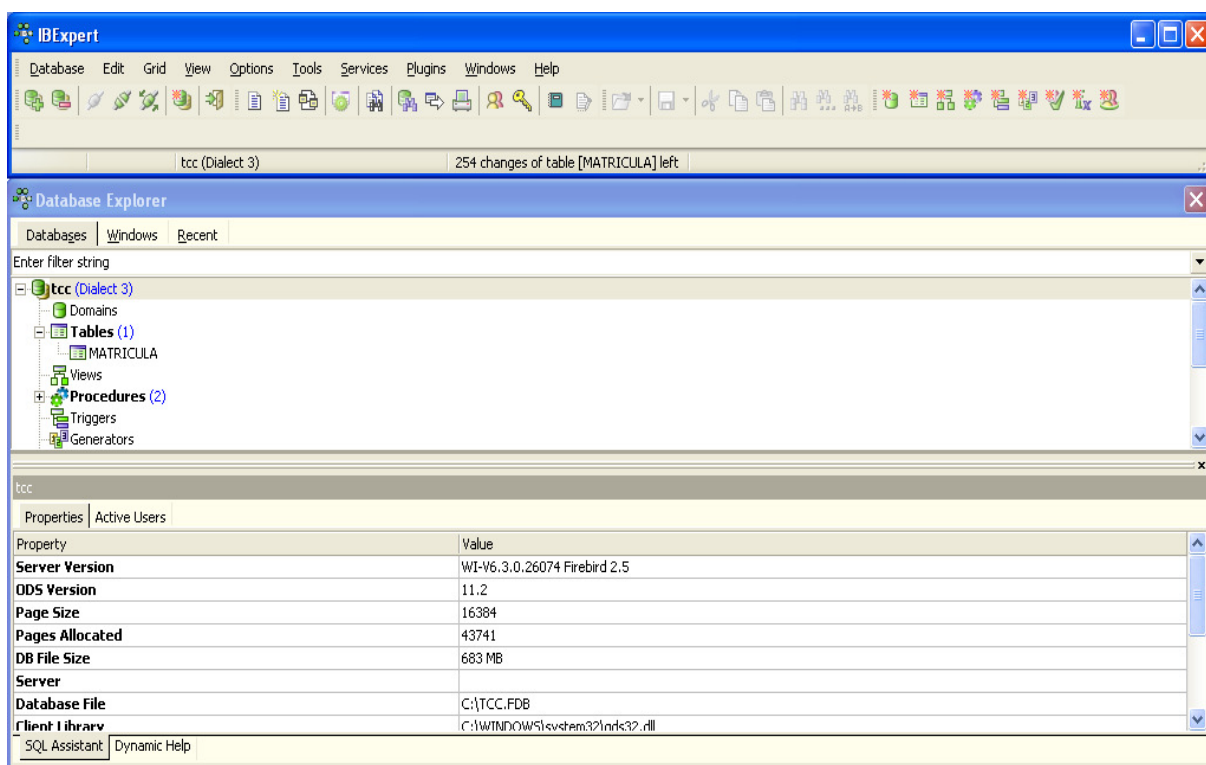 IBExpert
Database Edit Grid View Options Tools Services Plugins Windows Help
tcc (Dialect 3) 254 changes of table [MATRICULA] left
Database Explorer
Databases Windows Recent
Enter filter string
tcc (Dialect 3)
Domains
Tables (1)
MATRICULA
Views
Procedures (2)
Triggers
Generators
tcc
Properties Active Users
Property Value
Server Version WI-V6.3.0.26074 Firebird 2.5
ODS Version 11.2
Page Size 16384
Pages Allocated 43741
DB File Size 683 MB
Server
Database File C:\TCC.FDB
Client Library C:\WINDOWS\system32\gds32.dll
SQL Assistant Dynamic Help